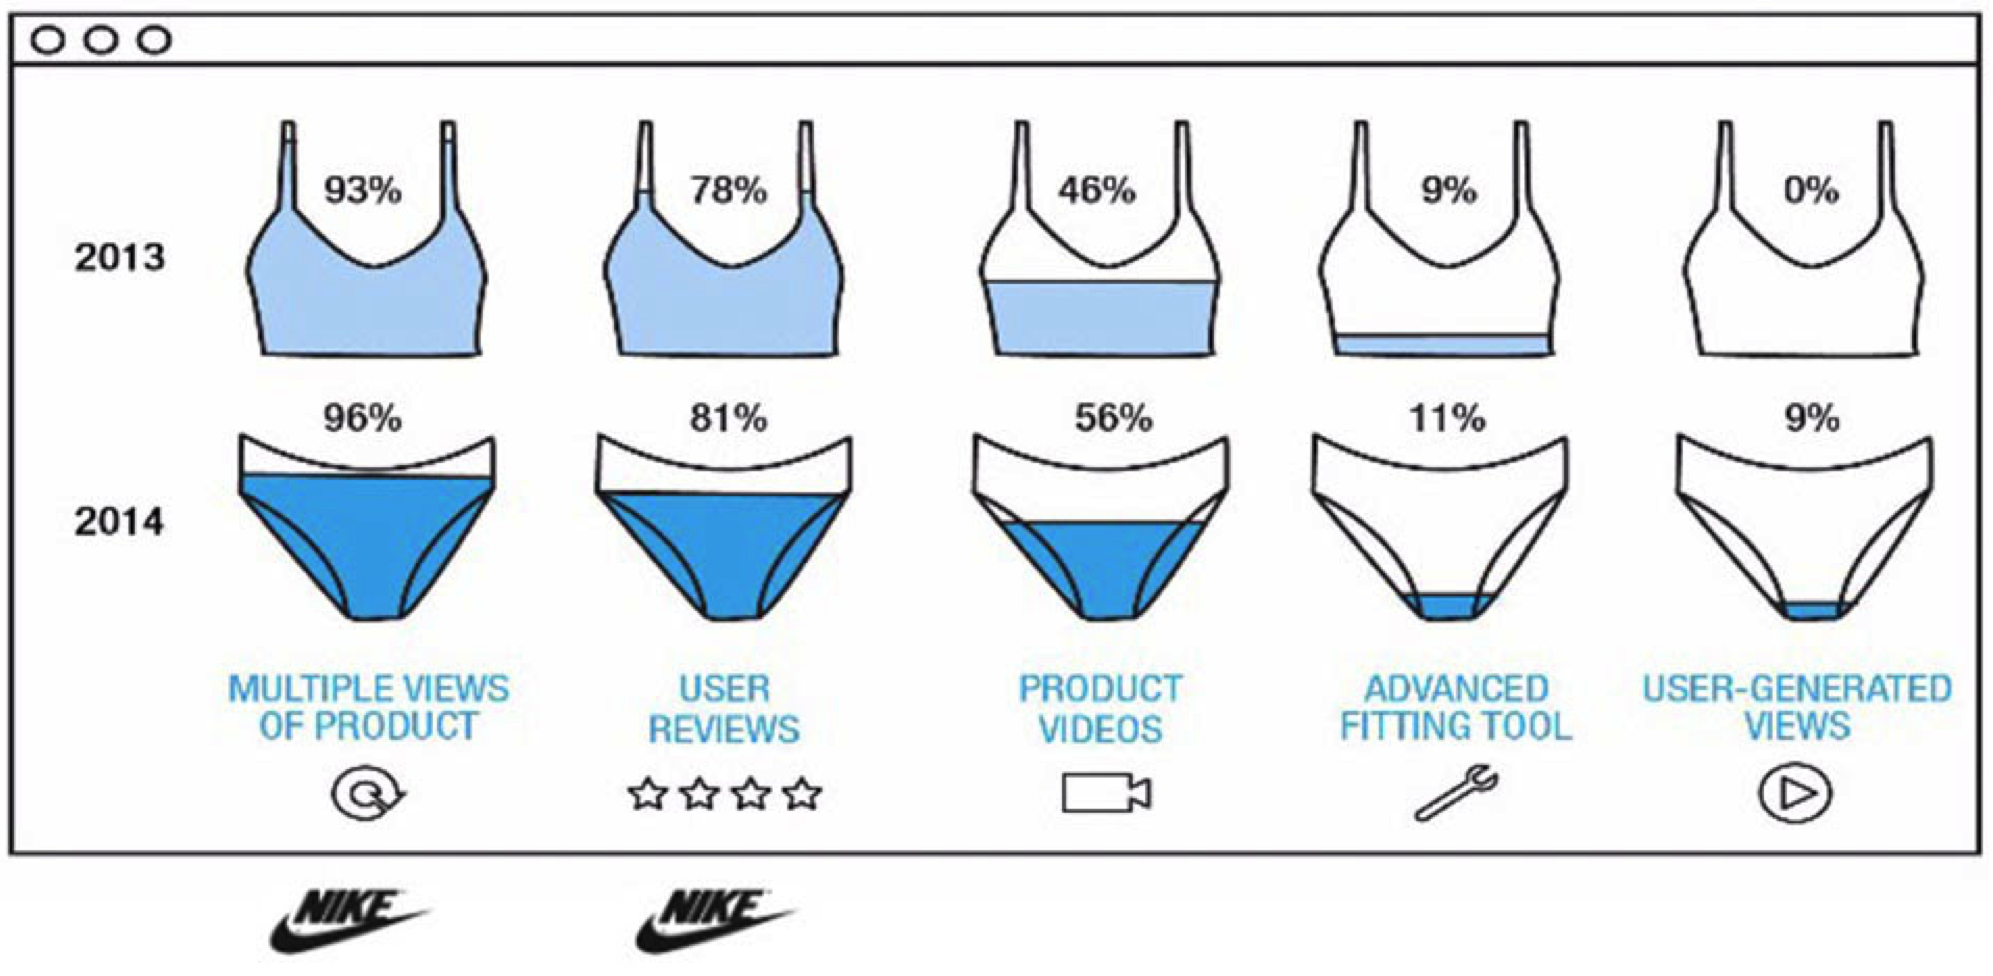 93%
78%
46%
9%
0%
2013
96%
81%
56%
11%
9%
2014
MULTIPLE VIEWS
OF PRODUCT
USER
REVIEWS
PRODUCT
VIDEOS
ADVANCED
FITTING TOOL
USER-GENERATED
VIEWS
NIKE
NIKE